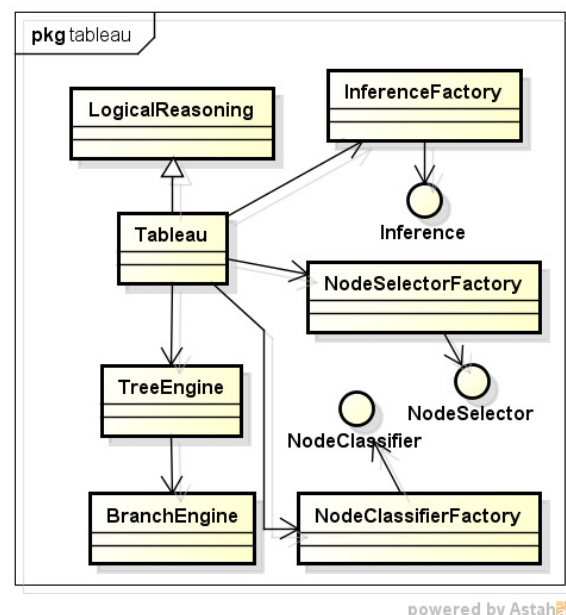 pkg tableau
LogicalReasoning
InferenceFactory
Inference
Tableau
NodeSelectorFactory
TreeEngine
NodeSelector
NodeClassifier
BranchEngine
NodeClassifierFactory
powered by Astah